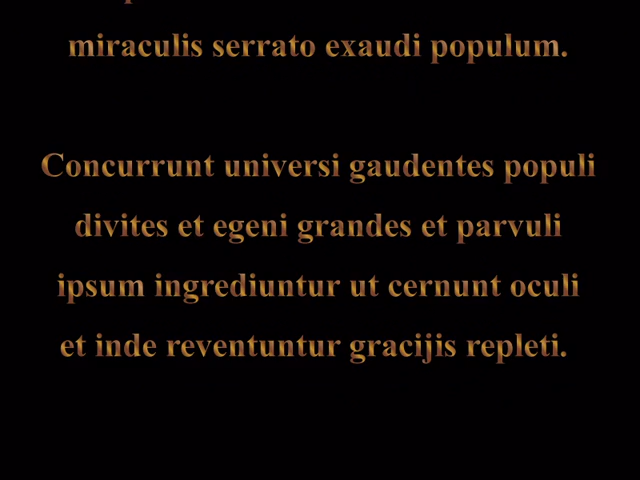 miraculis serrato exaudi populum.
Concurrunt universi gaudentes populi
divites et egeni grandes et parvuli
ipsum ingrediuntur ut cernunt oculi
et inde reventuntur gracijis repleti.